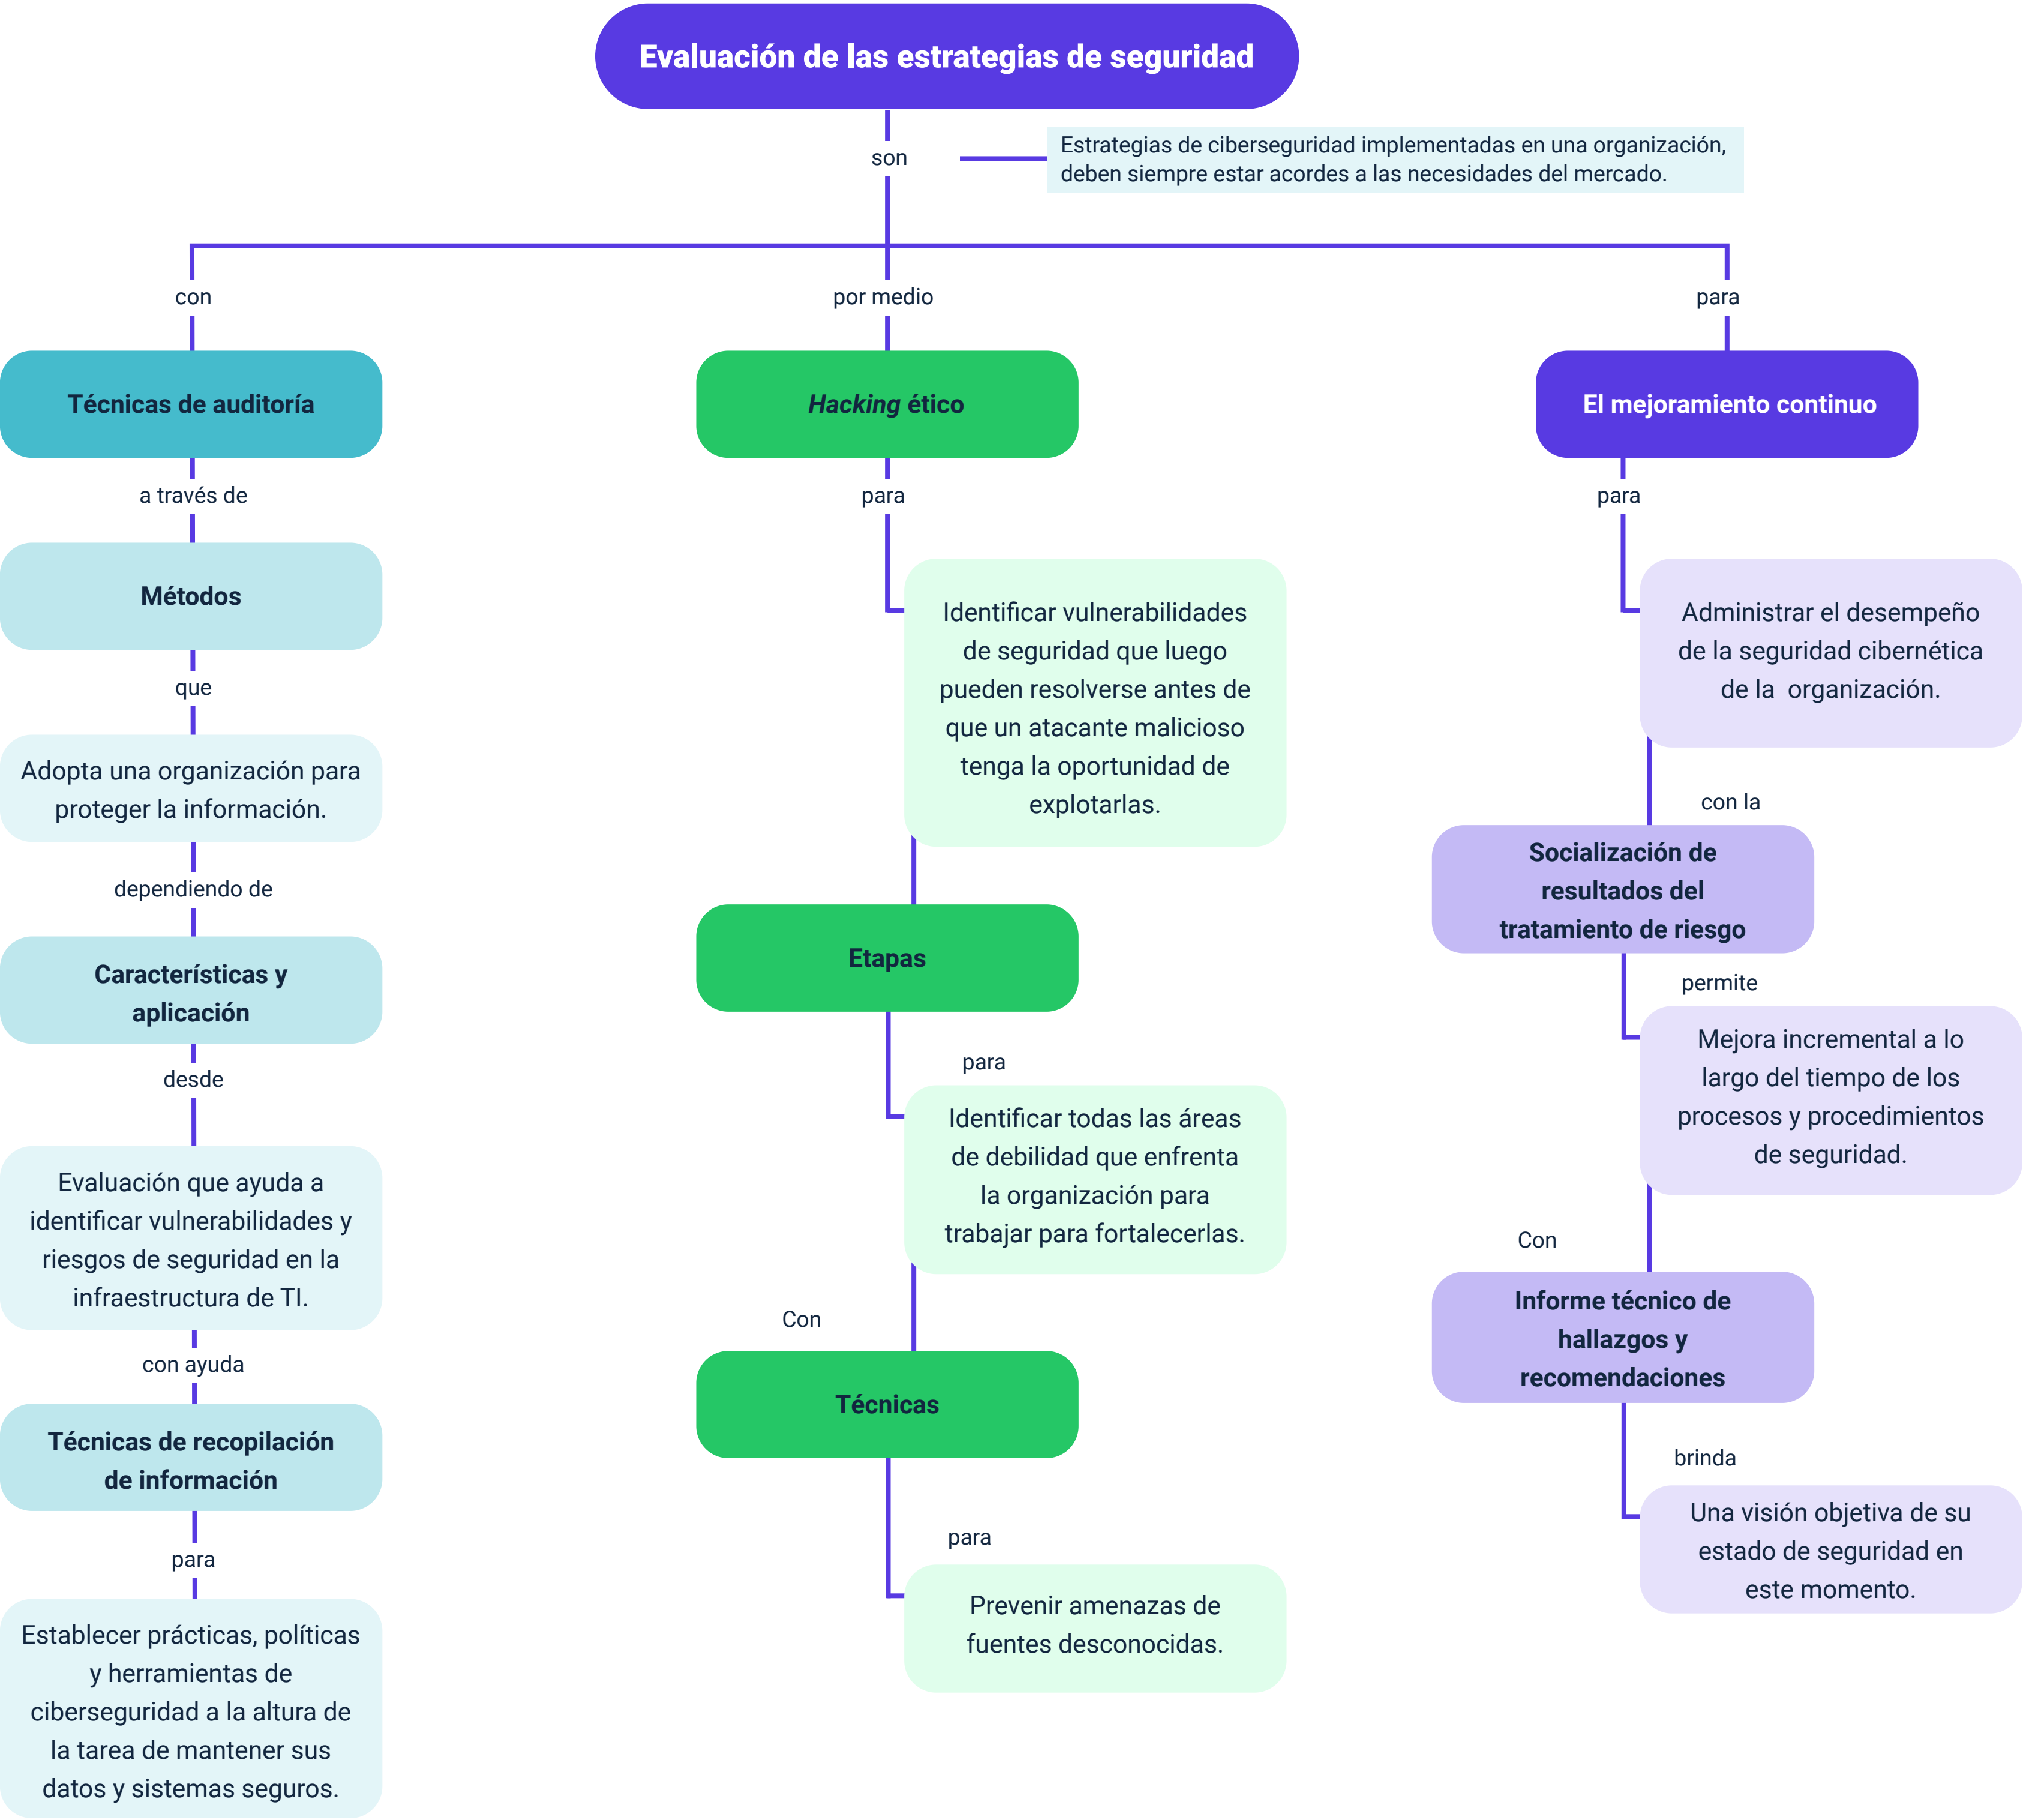 Evaluación de las estrategias de seguridad
son
Estrategias de ciberseguridad implementadas en una organización,
deben siempre estar acordes a las necesidades del mercado.
con
Técnicas de auditoría
a través de
Métodos
que
Adopta una organización para
proteger la información.
dependiendo de
Características y
aplicación
desde
Evaluación que ayuda a
identificar vulnerabilidades y
riesgos de seguridad en la
infraestructura de TI.
con ayuda
Técnicas de recopilación
de información
para
Establecer prácticas, políticas
y herramientas de
ciberseguridad a la altura de
la tarea de mantener sus
datos y sistemas seguros.
por medio
Hacking ético
para
Identificar vulnerabilidades
de seguridad que luego
pueden resolverse antes de
que un atacante malicioso
tenga la oportunidad de
explotarlas.
Etapas
para
Identificar todas las áreas
de debilidad que enfrenta
la organización para
trabajar para fortalecerlas.
Con
Técnicas
para
Prevenir amenazas de
fuentes desconocidas.
para
El mejoramiento continuo
para
Administrar el desempeño
de la seguridad cibernética
de la  organización.
con la
Socialización de
resultados del
tratamiento de riesgo
permite
Mejora incremental a lo
largo del tiempo de los
procesos y procedimientos
de seguridad.
Con
Informe técnico de
hallazgos y
recomendaciones
brinda
Una visión objetiva de su
estado de seguridad en
este momento.